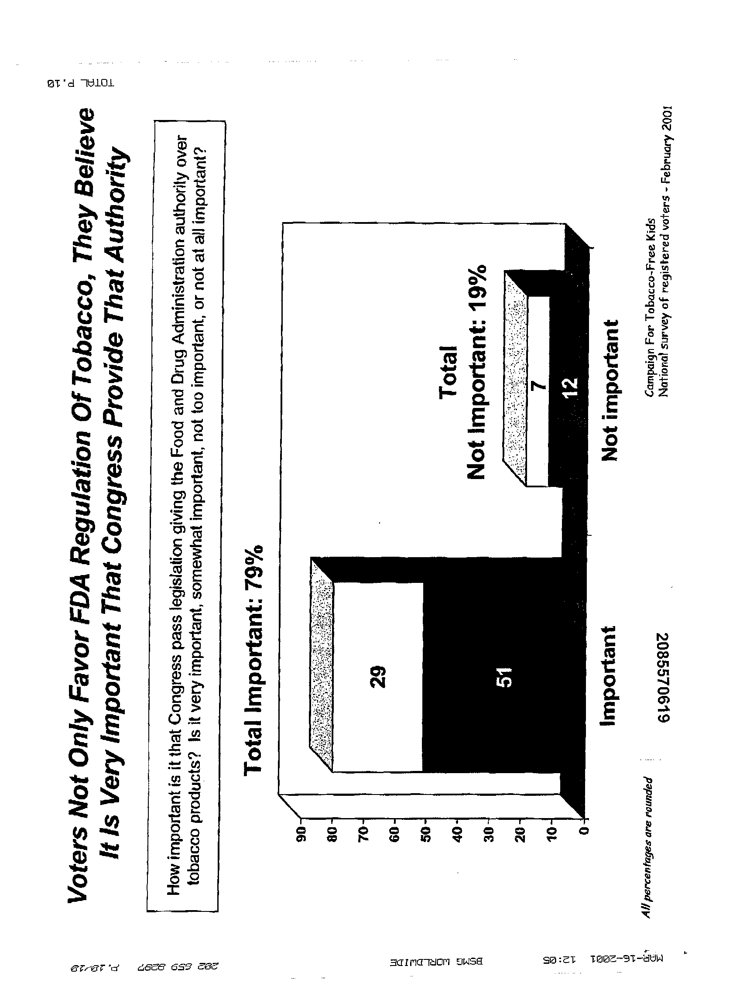 TOTAL P.10
Voters Not Only Favor FDA Regulation Of Tobacco, They Believe
It Is Very Important That Congress Provide That Authority
How important is it that Congress pass legislation giving the Food and Drug Administration authority over
tobacco products? Is it very important, somewhat important, not too important, or not at all important?
Total Important: 79%
Total
Not Important: 19%
90
80
70
60
50
40
30
20
10
0
29
51
7
12
Important
Not important
Campaign For Tobacco-Free Kids
National survey of registered voters - February 2001
All percentages are rounded
2085570619
MAR-16-2001 12:05
BSMG WORLDWIDE
202 659 8297
P.10/10